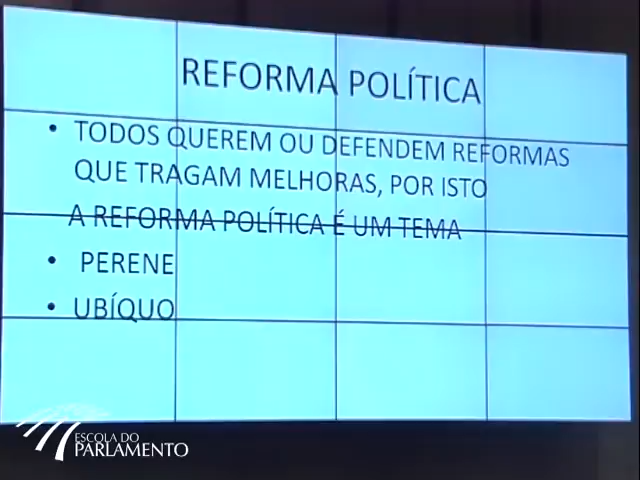 REFORMA POLÍTICA
• TODOS QUEREM OU DEFENDEM REFORMAS
QUE TRAGAM MELHORAS, POR ISTO
A REFORMA POLÍTICA É UM TEMA
• PERENE
• UBÍQUO
ESCOLA DO
PARLAMENTO